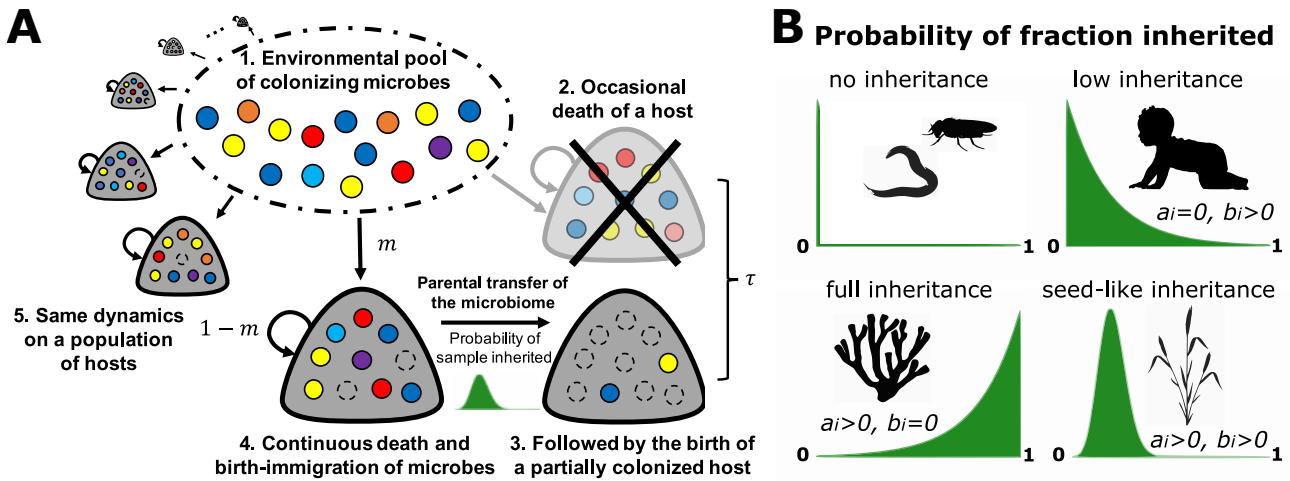 A
1. Environmental pool
of colonizing microbes
2. Occasional
death of a host
m
τ
Parental transfer of
the microbiome
Probability of
sample inherited
1 − m
5. Same dynamics
on a population
of hosts
4. Continuous death and
birth-immigration of microbes
3. Followed by the birth of
a partially colonized host
B
Probability of fraction inherited
no inheritance
0
1
low inheritance
ai=0, bi>0
0
1
full inheritance
ai>0, bi=0
0
1
seed-like inheritance
ai>0, bi>0
0
1